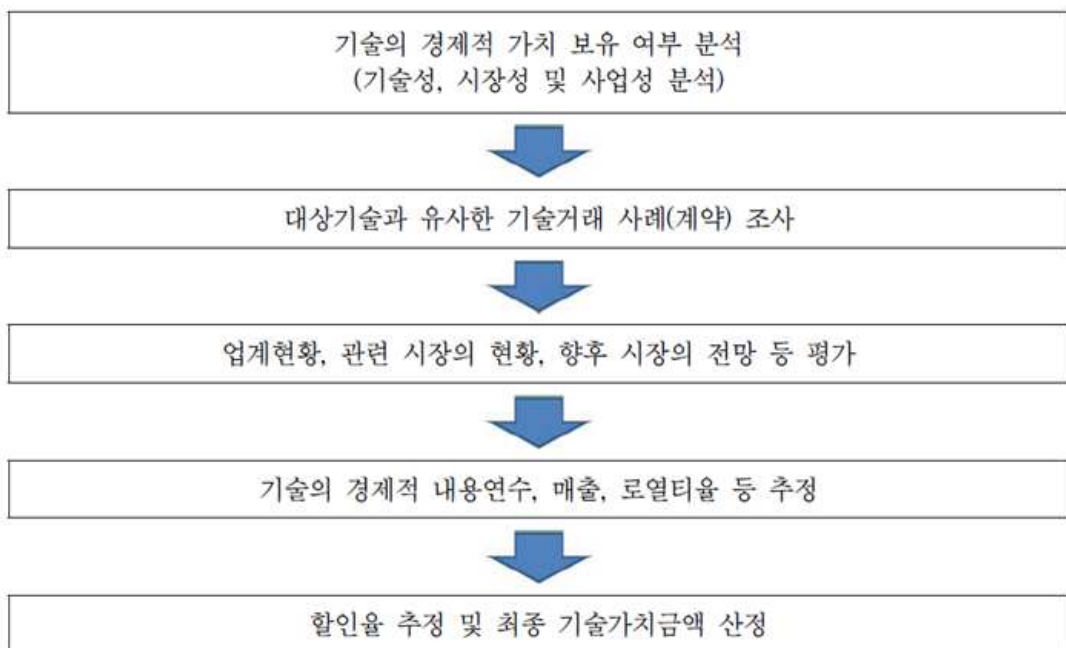 기술의 경제적 가치 보유 여부 분석
(기술성, 시장성 및 사업성 분석)
대상기술과 유사한 기술거래 사례(계약) 조사
업계현황, 관련 시장의 현황, 향후 시장의 전망 등 평가
기술의 경제적 내용연수, 매출, 로열티율 등 추정
할인율 추정 및 최종 기술가치금액 산정